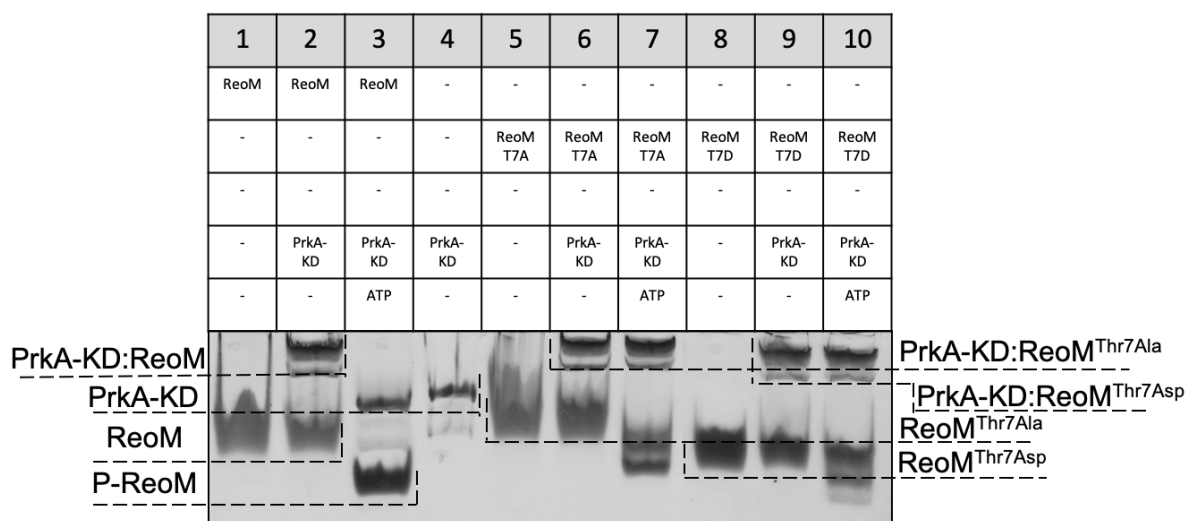 1 2 3 4 5 6 7 8 9 10
ReoM ReoM ReoM - - - - - - -
- - - - ReoM T7A ReoM T7A ReoM T7A ReoM T7D ReoM T7D ReoM T7D
- - - - - - - - - -
- PrkA-KD PrkA-KD PrkA-KD - PrkA-KD PrkA-KD - PrkA-KD PrkA-KD
- - ATP - - - ATP - - ATP
PrkA-KD:ReoM
PrkA-KD
ReoM
P-ReoM
PrkA-KD:ReoMThr7Ala
PrkA-KD:ReoMThr7Asp
ReoMThr7Ala
ReoMThr7Asp